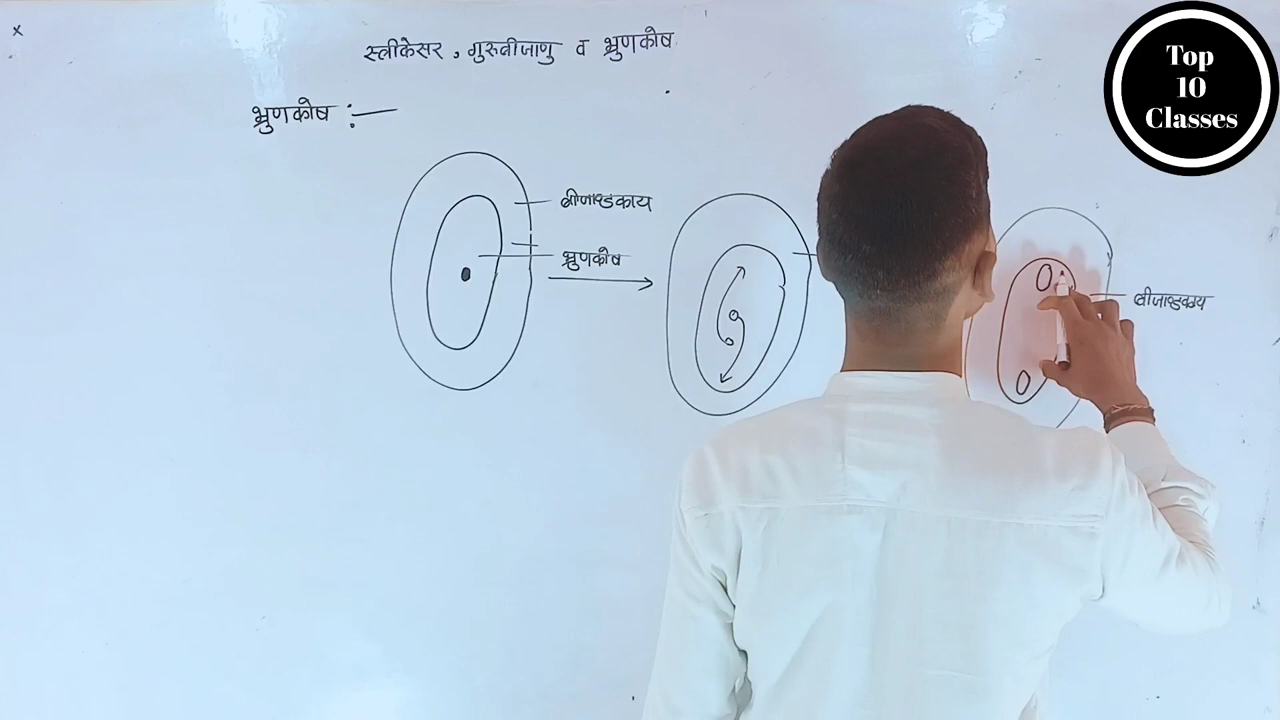 स्त्रीकेसर, गुरुबीजाणु व भ्रुणकोष
भ्रुणकोष :—
बीजाण्डकाय
भ्रुणकोष
बीजाण्डकाय
Top
10
Classes